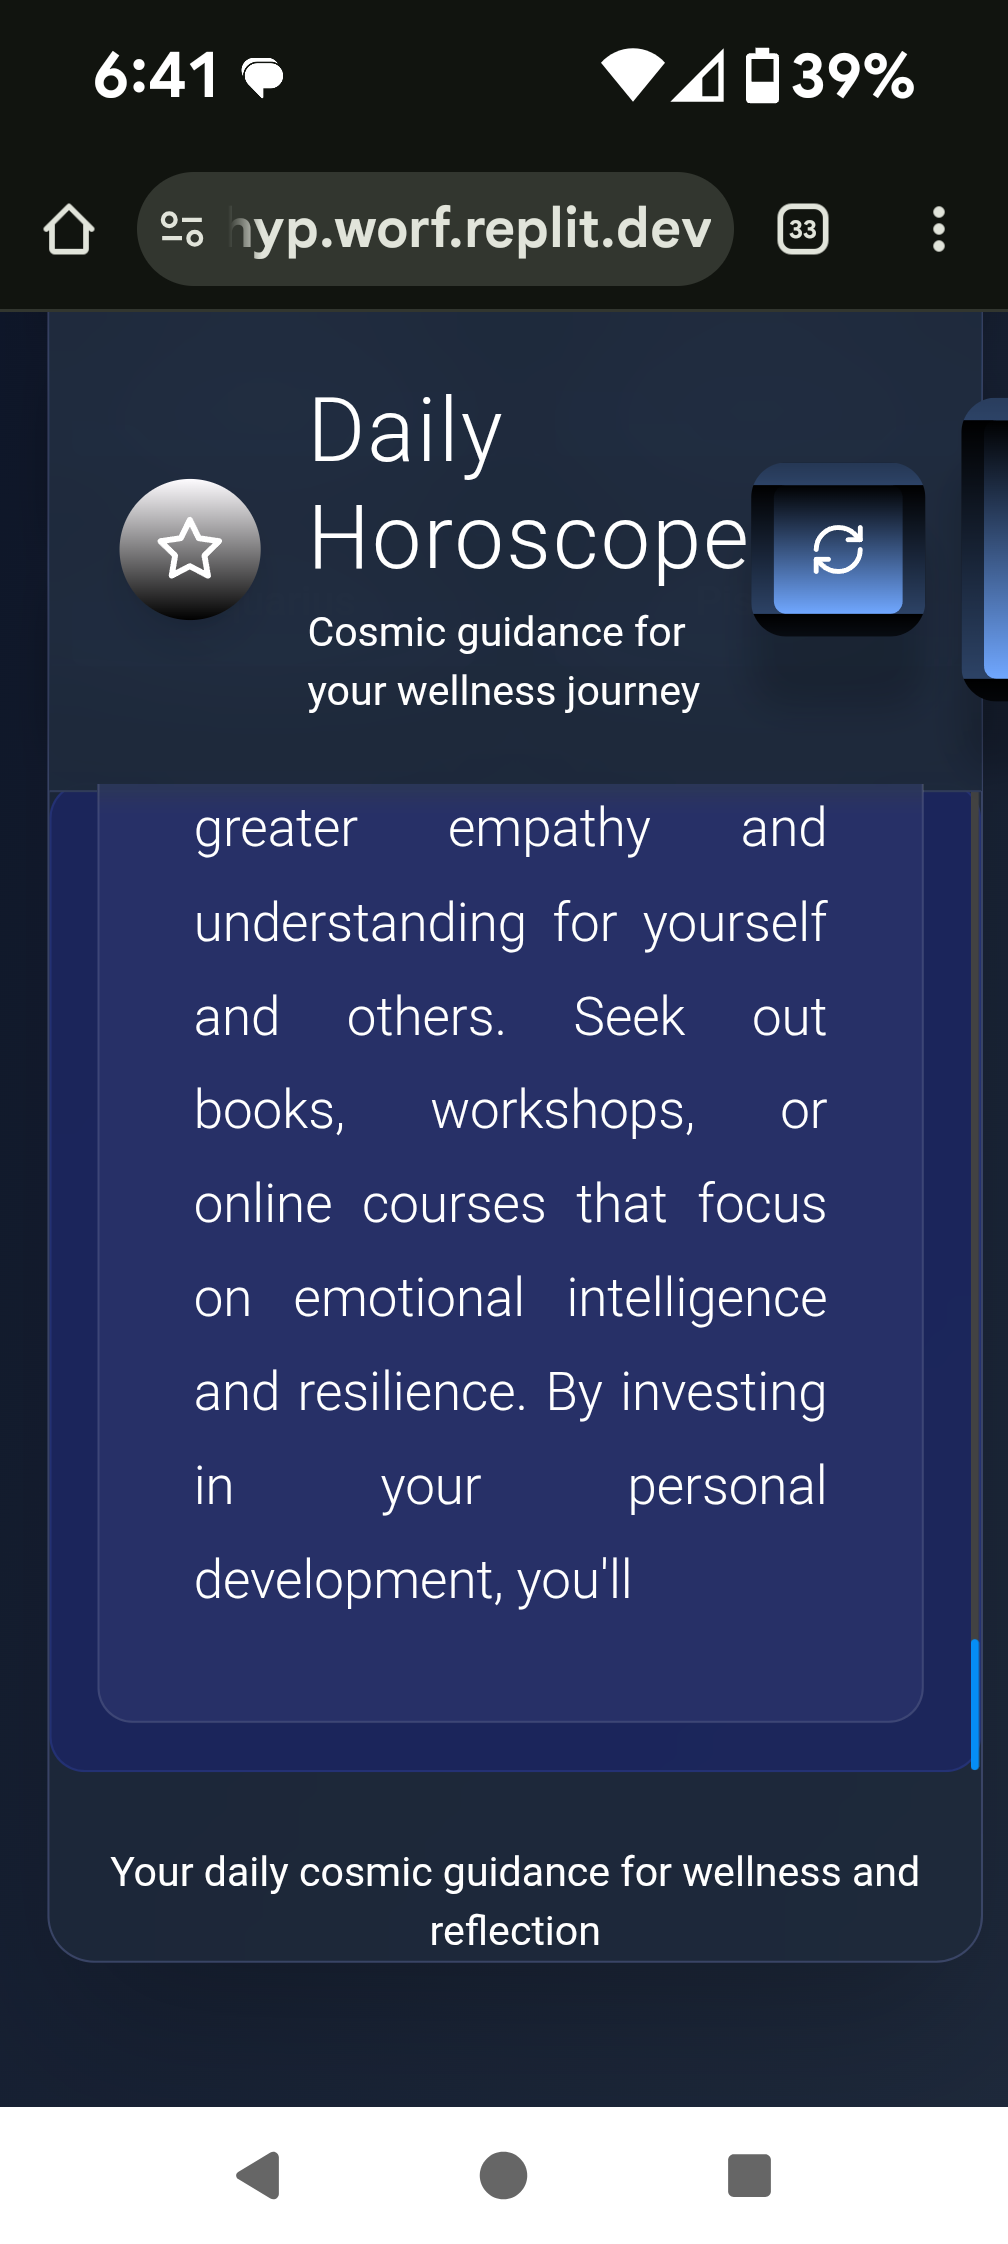 6:41
39%
hyp.worf.replit.dev
33
Daily
Horoscope
Cosmic guidance for
your wellness journey
greater empathy and
understanding for yourself
and others. Seek out
books, workshops, or
online courses that focus
on emotional intelligence
and resilience. By investing
in your personal
development, you'll
Your daily cosmic guidance for wellness and
reflection